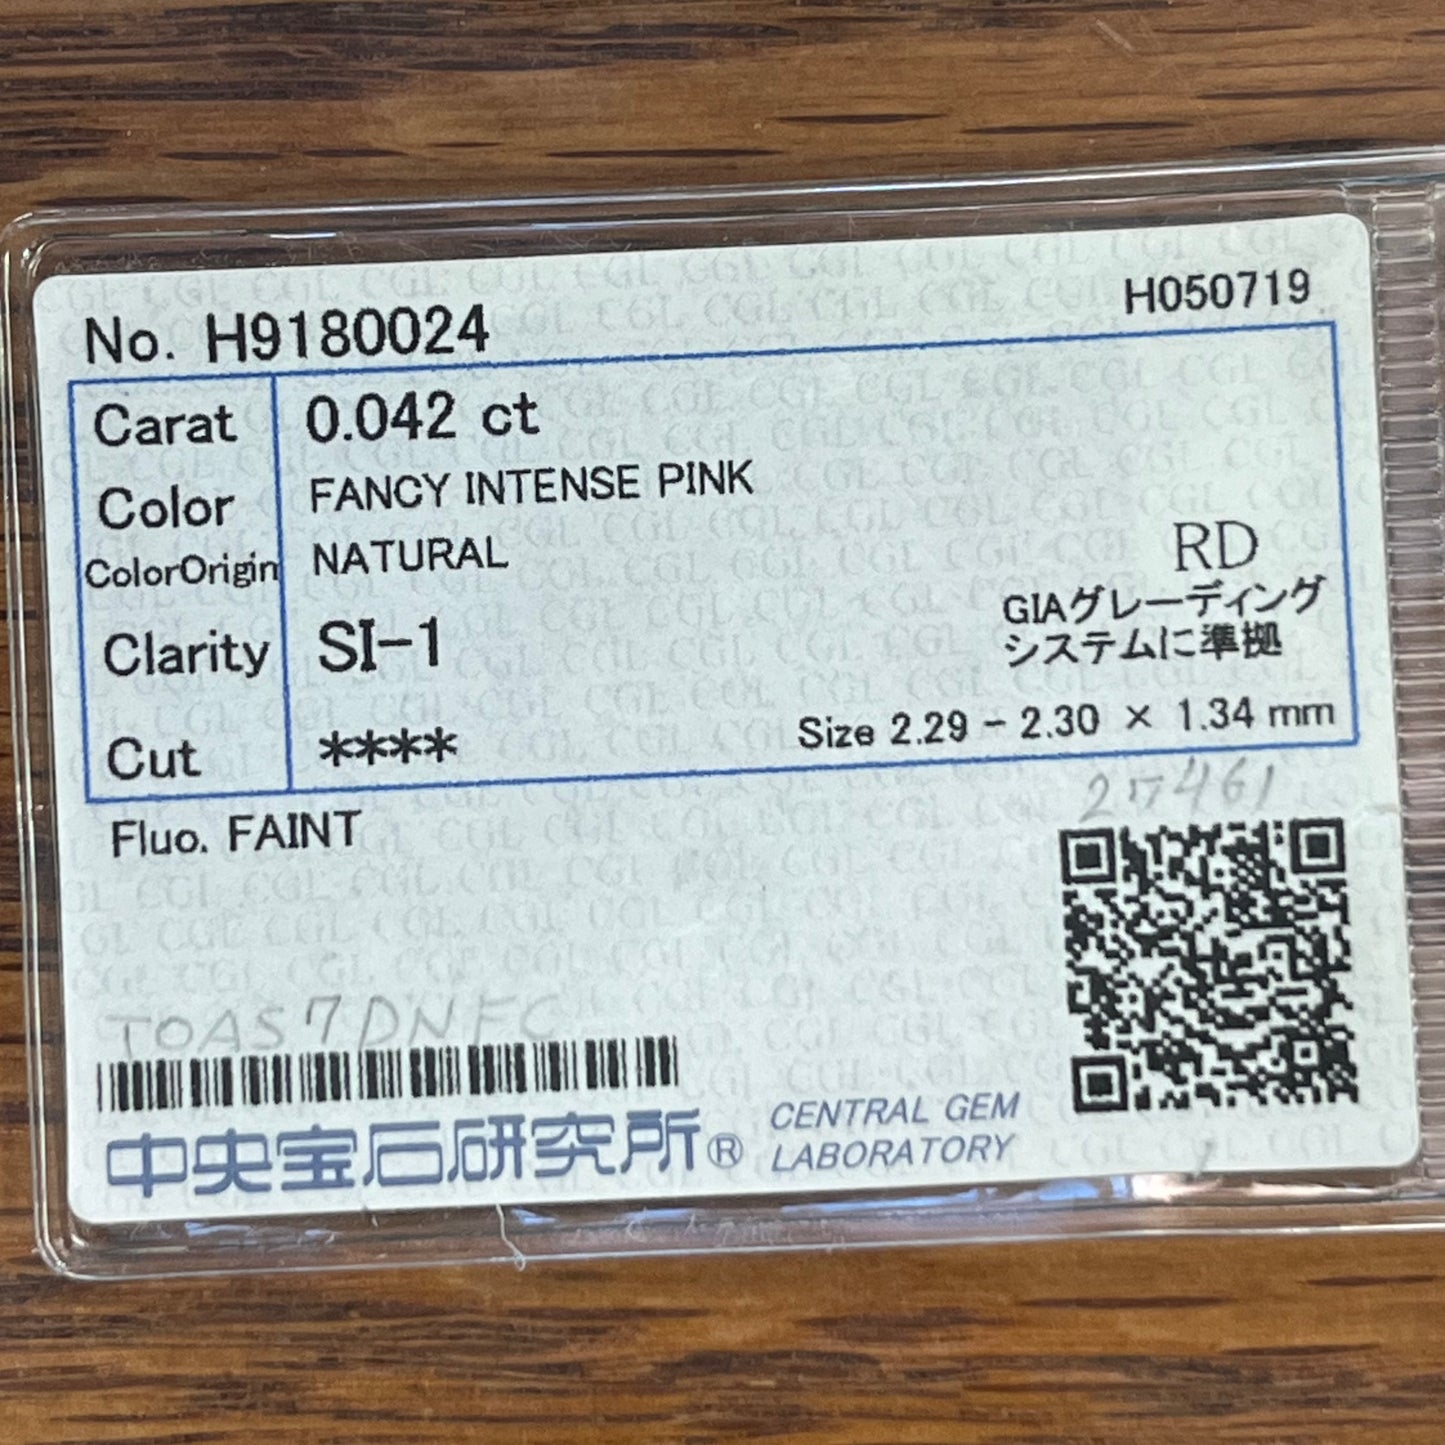 H050719
No. H9180024
Carat 0.042 ct
Color FANCY INTENSE PINK
ColorOrigin NATURAL
RD
GIAグレーディング
システムに準拠
Clarity SI-1
Size 2.29 - 2.30 × 1.34 mm
Cut ****
27461
Fluo. FAINT
TOAS7DNFC
中央宝石研究所® CENTRAL GEM
LABORATORY